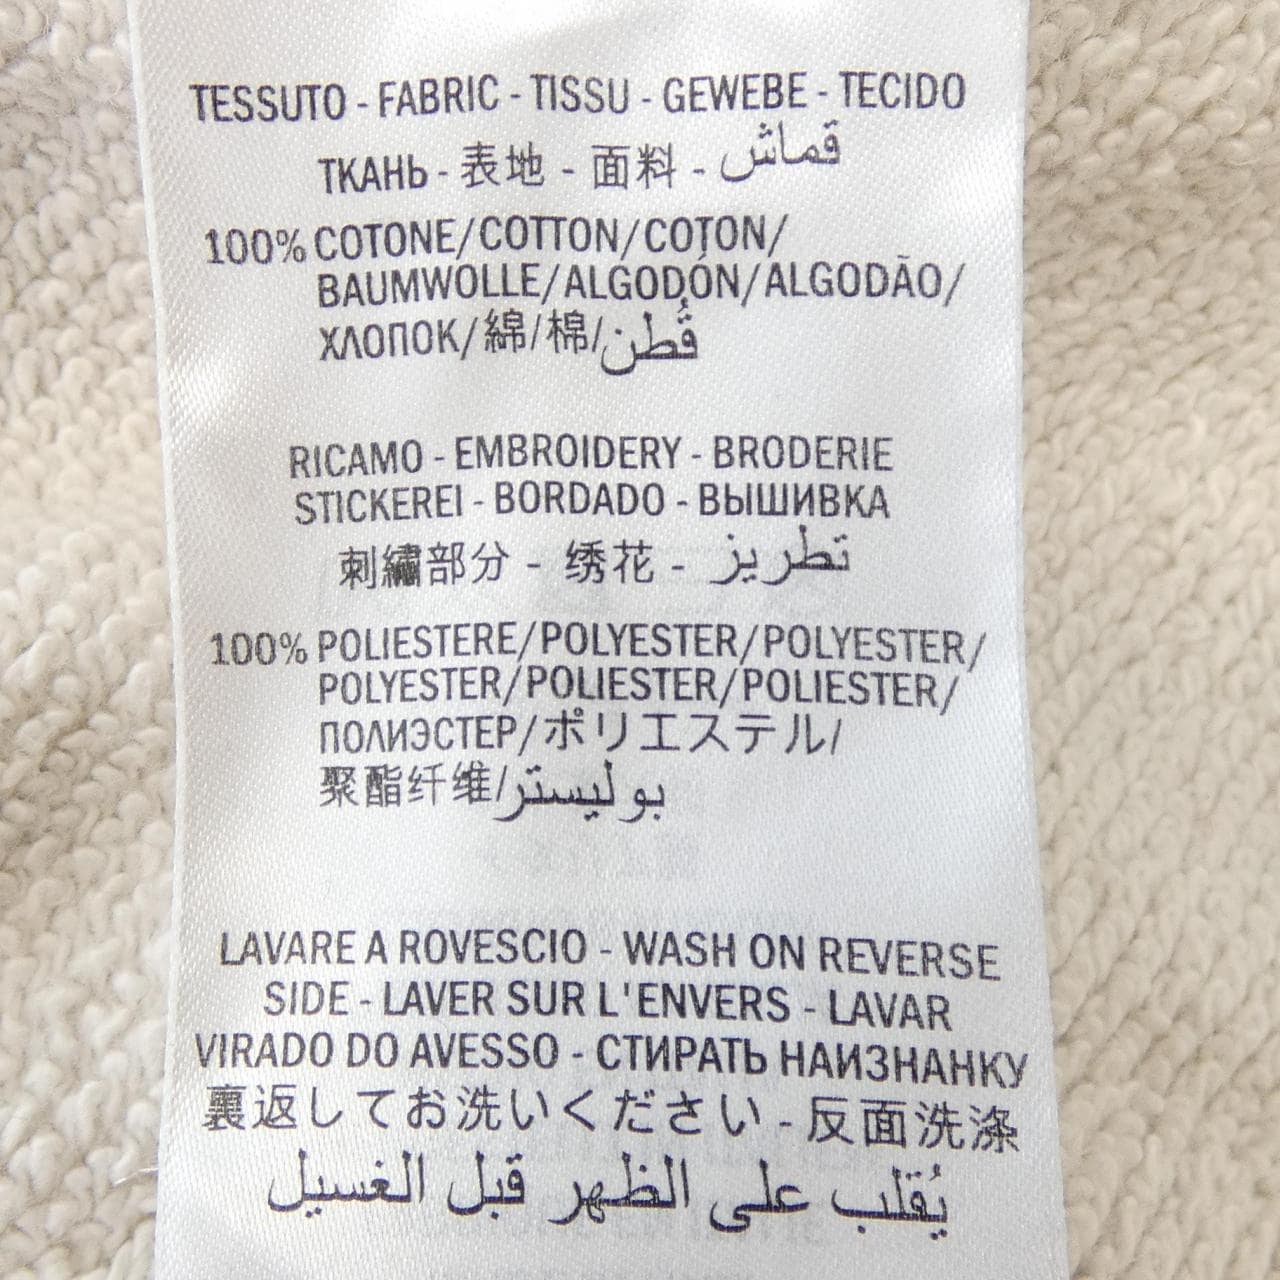 TESSUTO - FABRIC - TISSU - GEWEBE - TECIDO
ТКАНЬ - 表地 - 面料 - قماش
100% COTONE/COTTON/COTON/
BAUMWOLLE/ALGODÓN/ALGODÃO/
ХЛОПОК/綿/棉/قُطن
RICAMO - EMBROIDERY - BRODERIE
STICKEREI - BORDADO - ВЫШИВКА
刺繍部分 - 绣花 - تطريز
100% POLIESTERE/POLYESTER/POLYESTER/
POLYESTER/POLIESTER/POLIESTER/
ПОЛИЭСТЕР/ポリエステル/
聚酯纤维/بوليستر
LAVARE A ROVESCIO - WASH ON REVERSE
SIDE - LAVER SUR L'ENVERS - LAVAR
VIRADO DO AVESSO - СТИРАТЬ НАИЗНАНКУ
裏返してお洗いください - 反面洗涤
يُقلب على الظهر قبل الغسيل